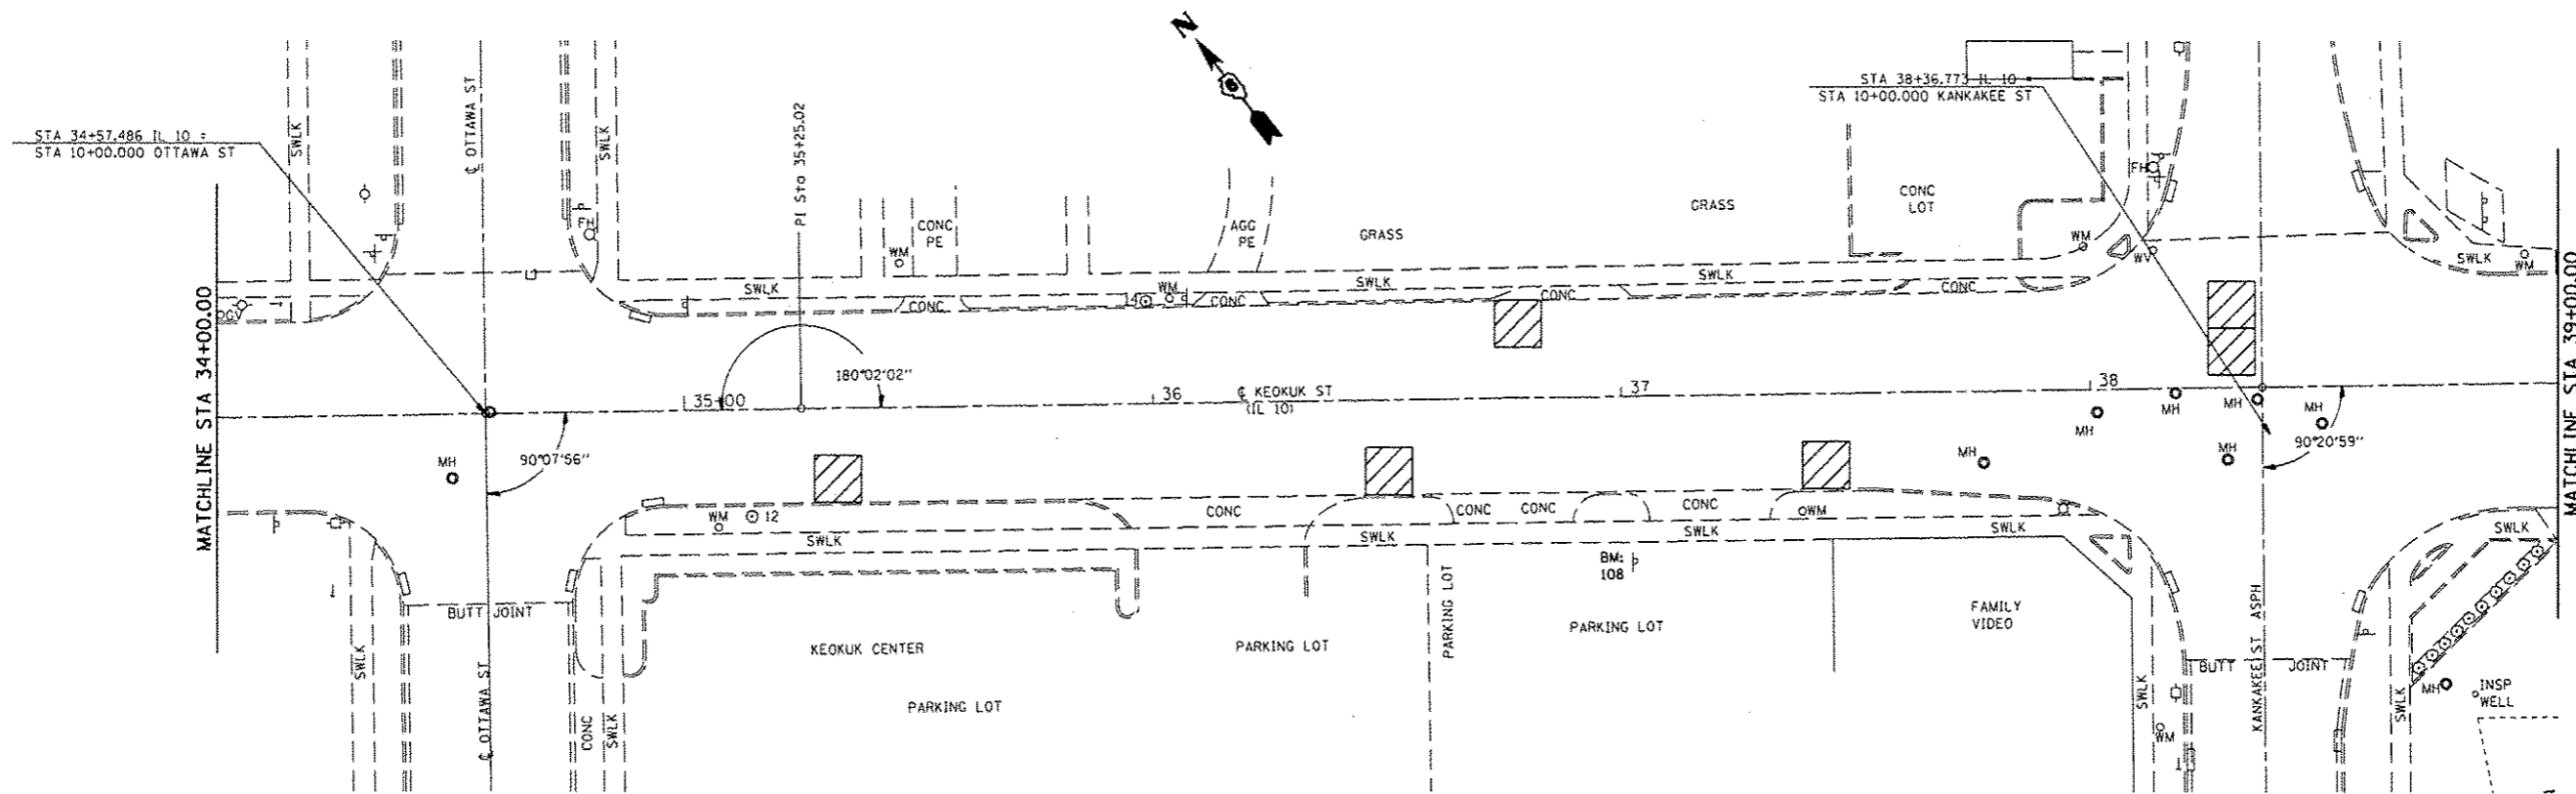 N
STA 34+57.486 IL 10 =
STA 10+00.000 OTTAWA ST
SWLK
℄ OTTAWA ST
SWLK
FH
PI Sta 35+25.02
WM
CONC
PE
AGG
PE
GRASS
GRASS
CONC
LOT
STA 38+36.773 IL 10 =
STA 10+00.000 KANKAKEE ST
FH
WM
WV
SWLK
WM
MATCHLINE STA 34+00.00
SWLK
CONC
14
WM
CONC
SWLK
CONC
SWLK
CONC
MATCHLINE STA 39+00.00
180°02'02"
35+00
36
℄ KEOKUK ST
(IL 10)
37
38
MH
MH
MH
MH
MH
MH
MH
90°07'56"
90°20'59"
WM
12
SWLK
CONC
CONC
CONC
CONC
WM
SWLK
SWLK
SWLK
SWLK
BM:
108
BUTT JOINT
KEOKUK CENTER
PARKING LOT
PARKING LOT
PARKING LOT
PARKING LOT
FAMILY
VIDEO
SWLK
℄ OTTAWA ST
CONC
SWLK
SWLK
WM
KANKAKEE ST ASPH
BUTT JOINT
SWLK
MH
INSP
WELL